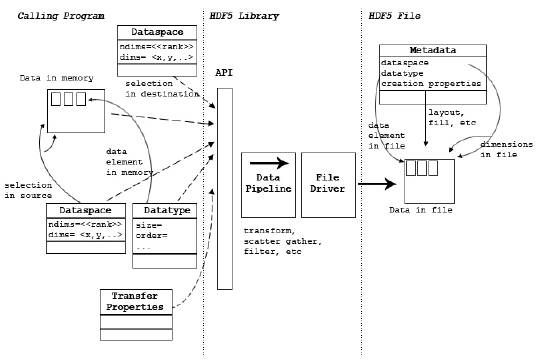 Calling Program
HDF5 Library
HDF5 File
Dataspace
ndims=<<rank>>
dims= <x,y,..>
Data in memory
selection
in destination
API
Metadata
dataspace
datatype
creation properties
layout,
fill, etc
data
element
in file
dimensions
in file
data
element
in memory
selection
in source
Data
Pipeline
File
Driver
Data in file
Dataspace
ndims=<<rank>>
dims= <x,y,..>
Datatype
size=
order=
...
transform,
scatter gather,
filter, etc
Transfer
Properties